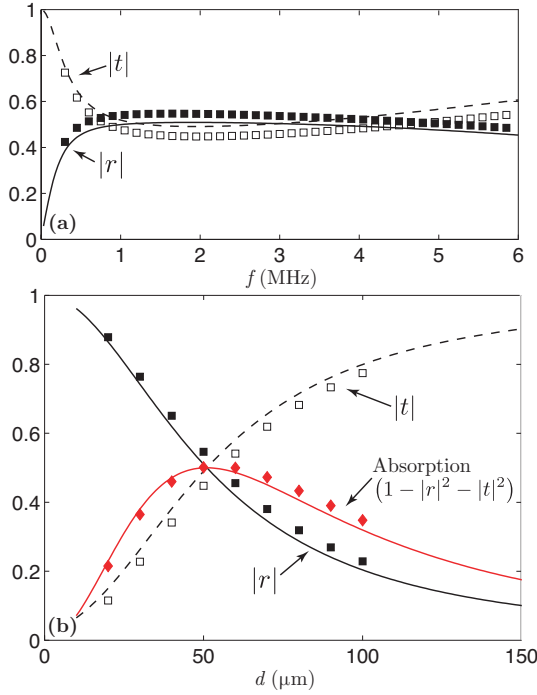 1
0.8
0.6
0.4
0.2
0
|t|
|r|
(a)
0 1 2 3 4 5 6
f (MHz)
1
0.8
0.6
0.4
0.2
0
|t|
Absorption
(1−|r|²−|t|²)
|r|
(b)
0 50 100 150
d (μm)